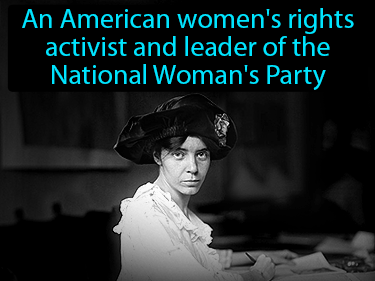 An American women's rights
activist and leader of the
National Woman's Party